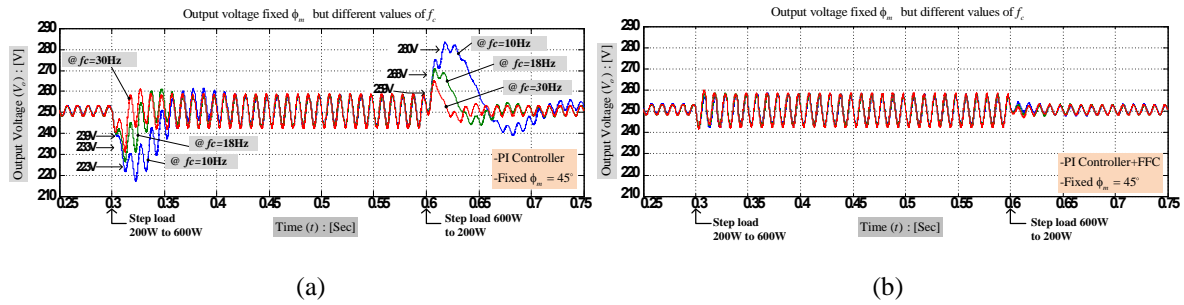 Output voltage fixed ϕm but different values of fc
Output Voltage (Vo) : [V]
290
280
270
260
250
240
230
220
210
@ fc=30Hz
239V
233V
223V
@ fc=18Hz
@ fc=10Hz
280V
268V
259V
@ fc=10Hz
@ fc=18Hz
@ fc=30Hz
-PI Controller
-Fixed ϕm = 45°
0.25 0.3 0.35 0.4 0.45 0.5 0.55 0.6 0.65 0.7 0.75
Step load
200W to 600W
Time (t) : [Sec]
Step load 600W
to 200W
(a)
Output voltage fixed ϕm but different values of fc
Output Voltage (Vo) : [V]
290
280
270
260
250
240
230
220
210
-PI Controller+FFC
-Fixed ϕm = 45°
0.25 0.3 0.35 0.4 0.45 0.5 0.55 0.6 0.65 0.7 0.75
Step load
200W to 600W
Time (t) : [Sec]
Step load 600W
to 200W
(b)